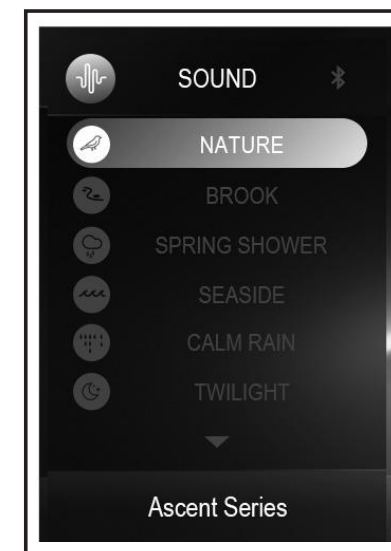 SOUND
NATURE
BROOK
SPRING SHOWER
SEASIDE
CALM RAIN
TWILIGHT
Ascent Series